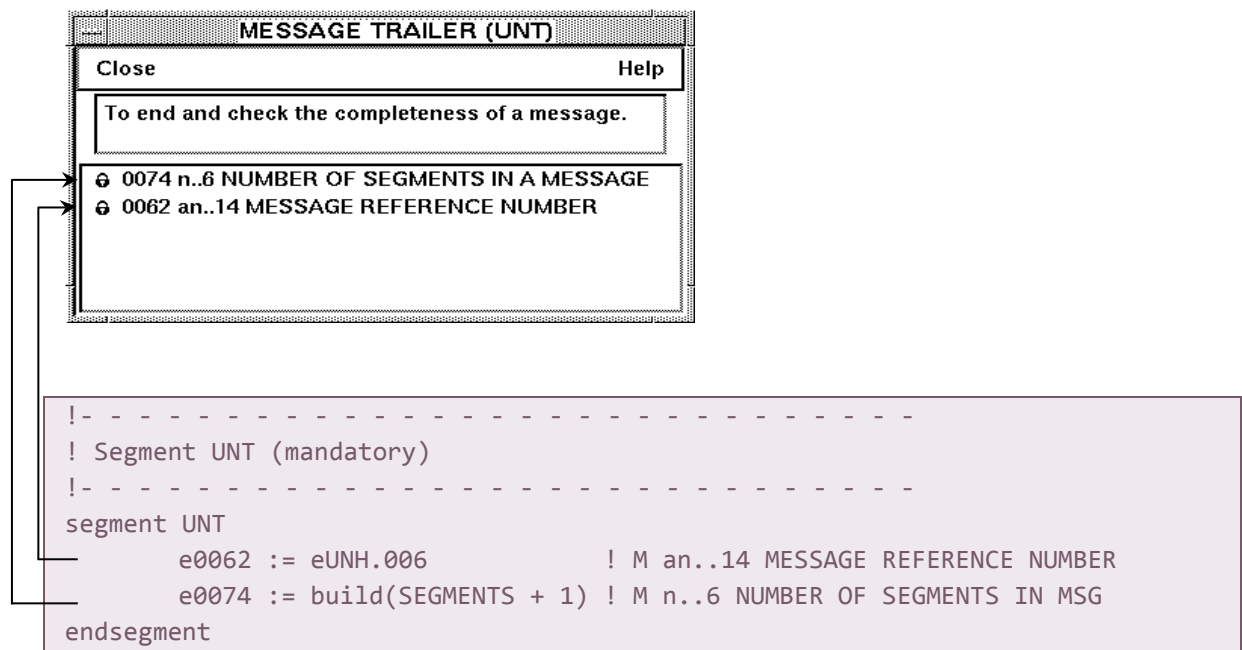 MESSAGE TRAILER (UNT)
Close Help
To end and check the completeness of a message.
0074 n..6 NUMBER OF SEGMENTS IN A MESSAGE
0062 an..14 MESSAGE REFERENCE NUMBER
!- - - - - - - - - - - - - - - - - - - - - - - - - - - - -
! Segment UNT (mandatory)
!- - - - - - - - - - - - - - - - - - - - - - - - - - - - -
segment UNT
e0062 := eUNH.006 ! M an..14 MESSAGE REFERENCE NUMBER
e0074 := build(SEGMENTS + 1) ! M n..6 NUMBER OF SEGMENTS IN MSG
endsegment